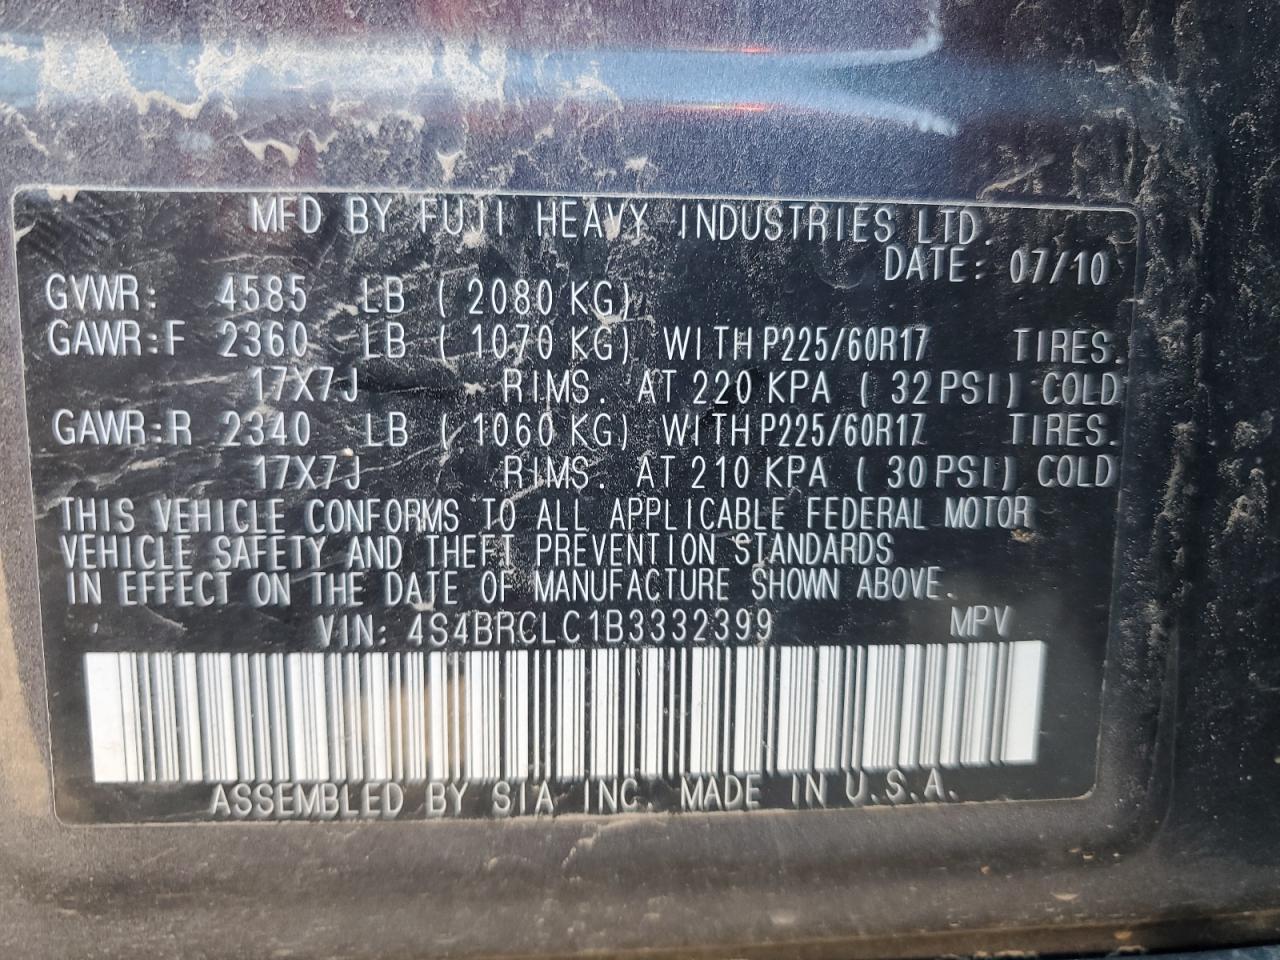 MFD BY FUJI HEAVY INDUSTRIES LTD.
DATE: 07/10
GVWR: 4585 LB ( 2080 KG)
GAWR:F 2360 LB ( 1070 KG) WITH P225/60R17 TIRES.
17X7J RIMS. AT 220 KPA ( 32 PSI) COLD
GAWR:R 2340 LB ( 1060 KG) WITH P225/60R17 TIRES.
17X7J RIMS. AT 210 KPA ( 30 PSI) COLD
THIS VEHICLE CONFORMS TO ALL APPLICABLE FEDERAL MOTOR
VEHICLE SAFETY AND THEFT PREVENTION STANDARDS
IN EFFECT ON THE DATE OF MANUFACTURE SHOWN ABOVE.
VIN: 4S4BRCLC1B3332399 MPV
ASSEMBLED BY SIA INC. MADE IN U.S.A.